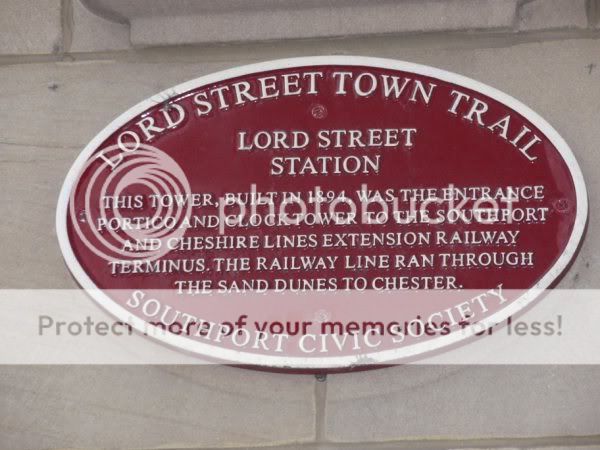 LORD STREET TOWN TRAIL
LORD STREET
STATION
THIS TOWER, BUILT IN 1894, WAS THE ENTRANCE
PORTICO AND CLOCK TOWER TO THE SOUTHPORT
AND CHESHIRE LINES EXTENSION RAILWAY
TERMINUS. THE RAILWAY LINE RAN THROUGH
THE SAND DUNES TO CHESTER.
SOUTHPORT CIVIC SOCIETY
photobucket
Protect more of your memories for less!